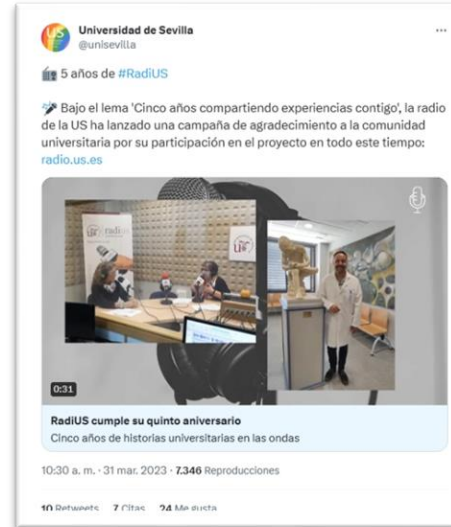 US
Universidad de Sevilla
@unisevilla
5 años de #RadiUS
Bajo el lema 'Cinco años compartiendo experiencias contigo', la radio
de la US ha lanzado una campaña de agradecimiento a la comunidad
universitaria por su participación en el proyecto en todo este tiempo:
radio.us.es
radius
0:31
RadiUS cumple su quinto aniversario
Cinco años de historias universitarias en las ondas
10:30 a. m. · 31 mar. 2023 · 7.346 Reproducciones
10 Retweets 7 Citas 24 Me gusta